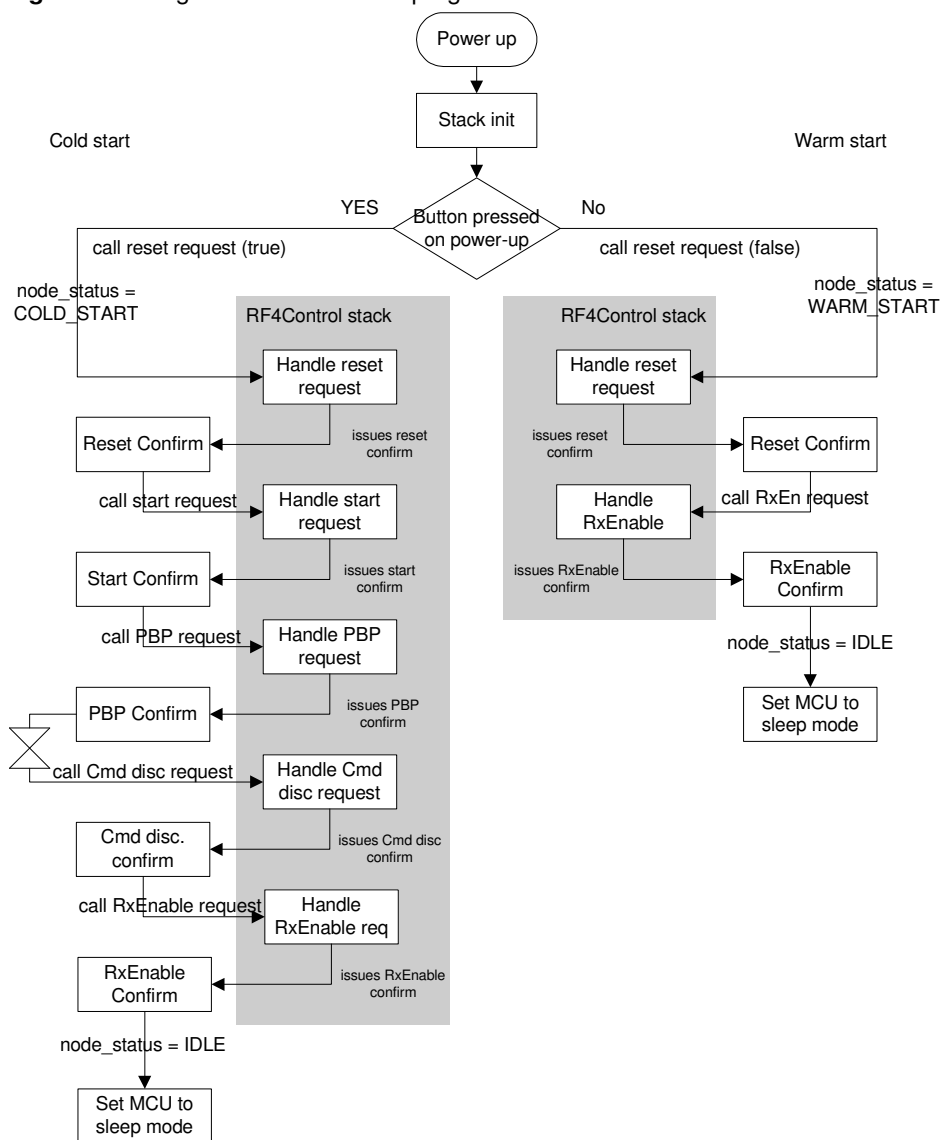 Power up
Stack init
Cold start
Warm start
YES
Button pressed
on power-up
No
call reset request (true)
call reset request (false)
node_status =
COLD_START
node_status =
WARM_START
RF4Control stack
RF4Control stack
Handle reset
request
Handle reset
request
Reset Confirm
issues reset
confirm
issues reset
confirm
Reset Confirm
call start request
Handle start
request
Handle
RxEnable
call RxEn request
Start Confirm
issues start
confirm
issues RxEnable
confirm
RxEnable
Confirm
call PBP request
Handle PBP
request
node_status = IDLE
PBP Confirm
issues PBP
confirm
Set MCU to
sleep mode
call Cmd disc request
Handle Cmd
disc request
Cmd disc.
confirm
issues Cmd disc
confirm
call RxEnable request
Handle
RxEnable req
RxEnable
Confirm
issues RxEnable
confirm
node_status = IDLE
Set MCU to
sleep mode